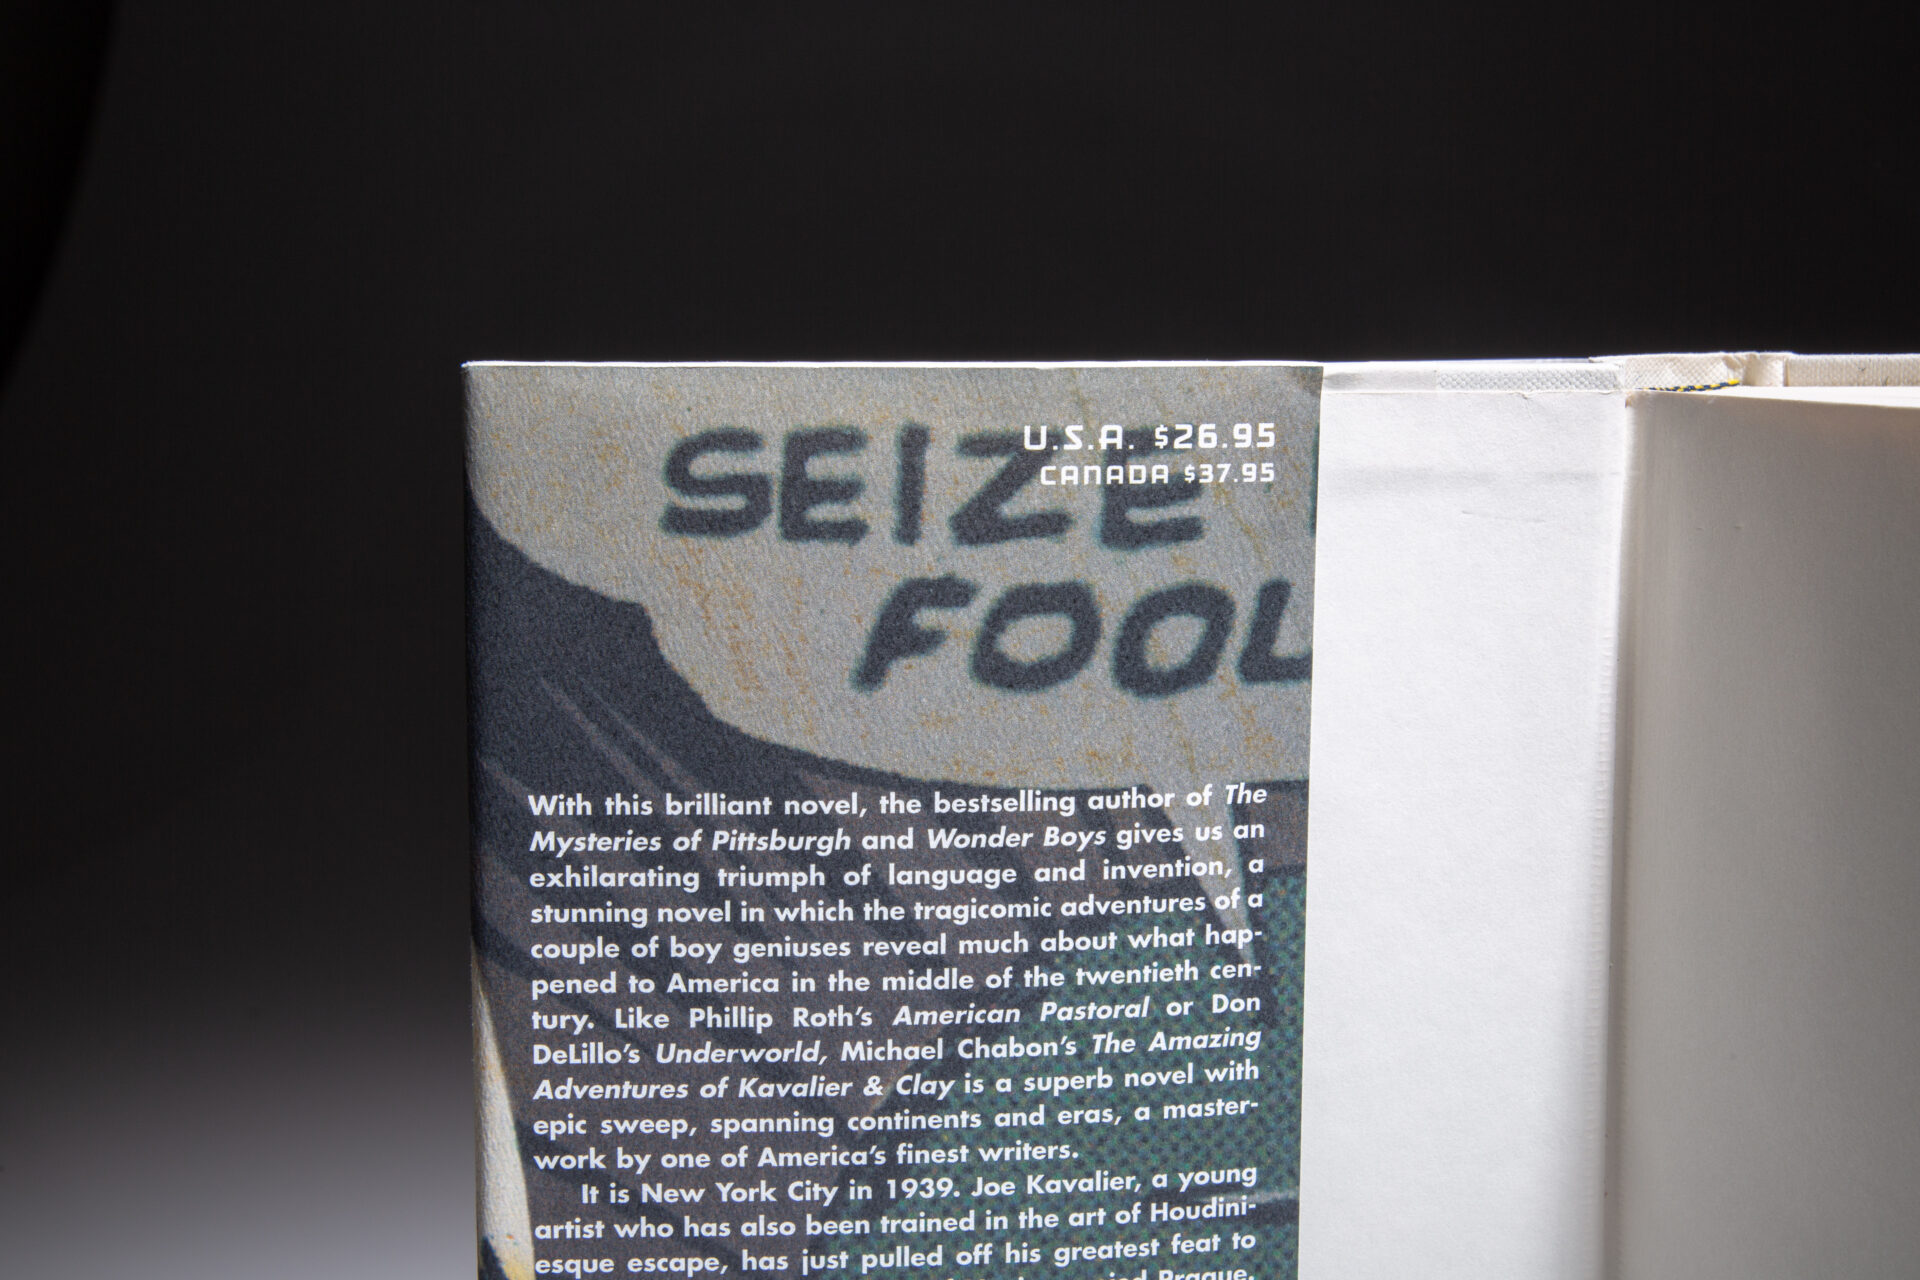 SEIZE
U.S.A. $26.95
CANADA $37.95
FOOL
With this brilliant novel, the bestselling author of The
Mysteries of Pittsburgh and Wonder Boys gives us an
exhilarating triumph of language and invention, a
stunning novel in which the tragicomic adventures of a
couple of boy geniuses reveal much about what hap-
pened to America in the middle of the twentieth cen-
tury. Like Phillip Roth's American Pastoral or Don
DeLillo's Underworld, Michael Chabon's The Amazing
Adventures of Kavalier & Clay is a superb novel with
epic sweep, spanning continents and eras, a master-
work by one of America's finest writers.
It is New York City in 1939. Joe Kavalier, a young
artist who has also been trained in the art of Houdini-
esque escape, has just pulled off his greatest feat to
Prague.